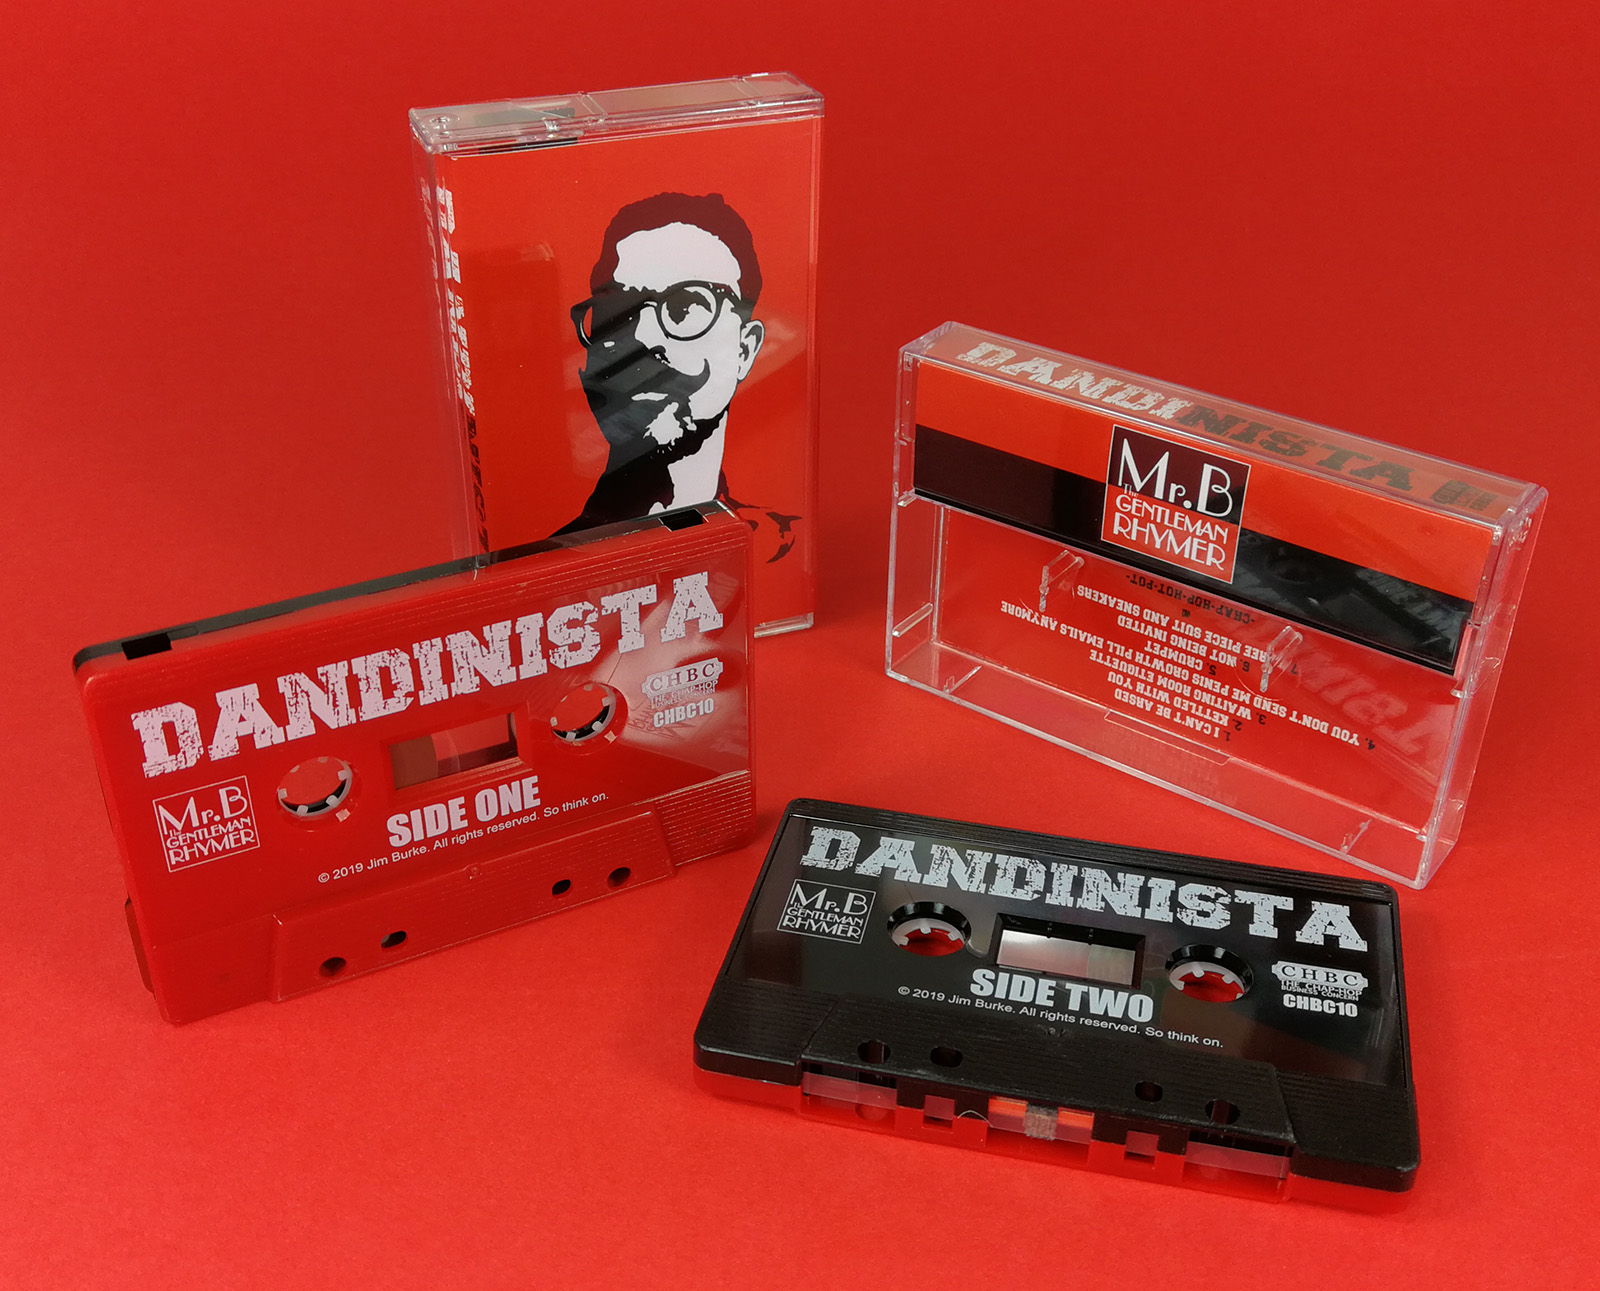 DANDINISTA
DANDINISTA
Mr. B
The
GENTLEMAN
RHYMER
1. I CAN'T BE ARSED
2. KETTLED WITH YOU
3. WAITING ROOM ETIQUETTE
4. YOU DON'T SEND ME PENIS GROWTH PILL EMAILS ANYMORE
5. CRUMPET
6. NOT BEING INVITED
REE PIECE SUIT AND SNEAKERS
-CHAP-HOP-HOT-POT-
DANDINISTA
CHBC
THE CHAP-HOP
BUSINESS CONCERN
CHBC10
Mr. B
The
GENTLEMAN
RHYMER
SIDE ONE
© 2019 Jim Burke. All rights reserved. So think on.
DANDINISTA
Mr. B
The
GENTLEMAN
RHYMER
CHBC
THE CHAP-HOP
BUSINESS CONCERN
CHBC10
SIDE TWO
© 2019 Jim Burke. All rights reserved. So think on.